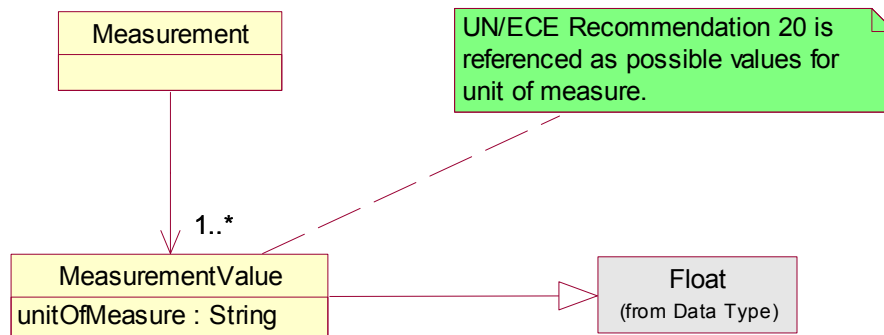 Measurement
UN/ECE Recommendation 20 is
referenced as possible values for
unit of measure.
1..*
MeasurementValue
unitOfMeasure : String
Float
(from Data Type)